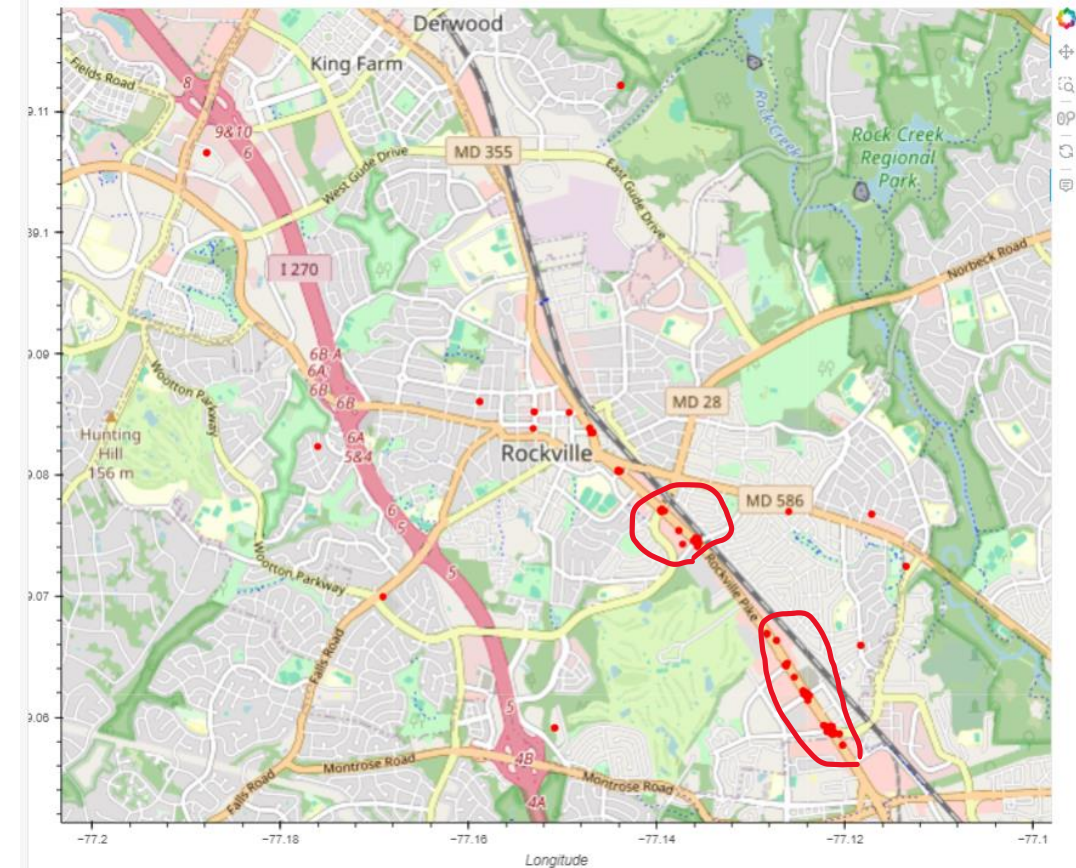 Derwood
King Farm
Fields Road
8
9.11
9&10
6
MD 355
West Gude Drive
East Gude Drive
Rock Creek
Rock Creek
Regional
Park
39.1
I 270
Norbeck Road
9.09
6B-A
6A
6B
6B
MD 28
Wootton Parkway
Hunting
Hill
156 m
6A
5&4
Rockville
9.08
MD 586
6
5
Wootton Parkway
5
Rockville Pike
9.07
Falls Road
5
9.06
4B
Montrose Road
Montrose Road
Falls Road
4A
−77.2
−77.18
−77.16
−77.14
−77.12
−77.1
Longitude